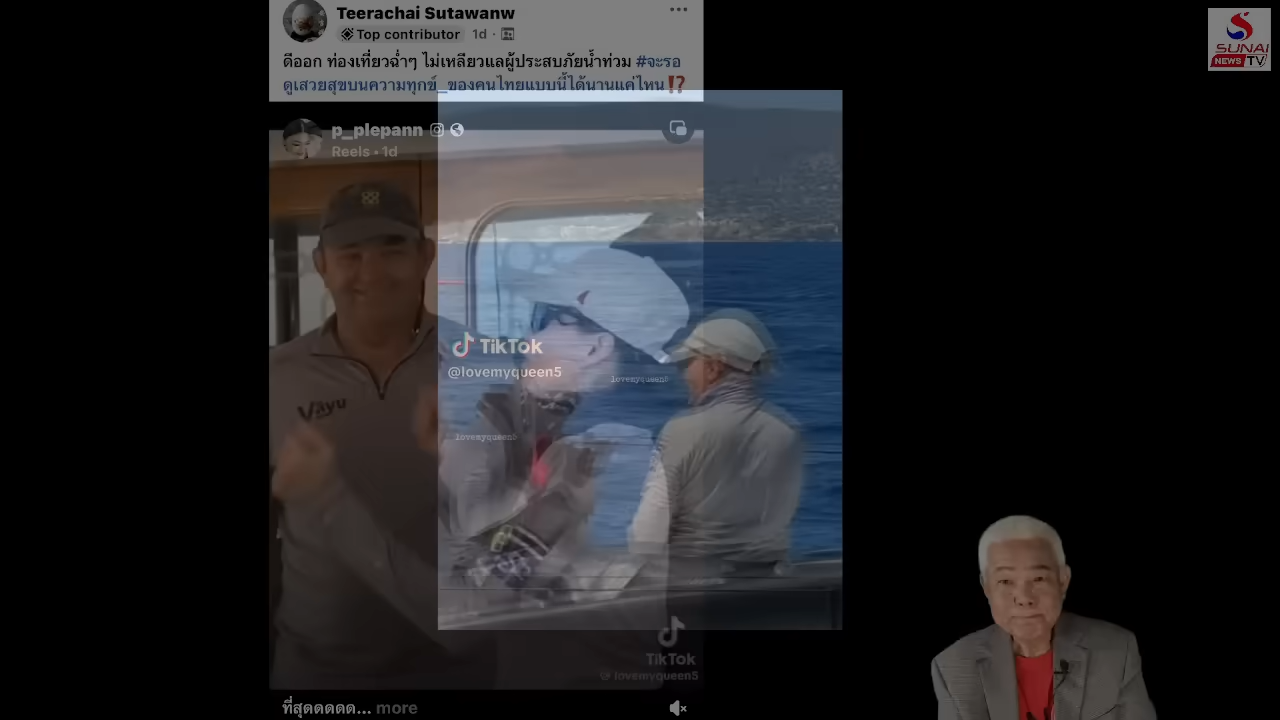 Teerachai Sutawanw
Top contributor 1d
ดีออก ท่องเที่ยวฉ่ำๆ ไม่เหลียวแลผู้ประสบภัยน้ำท่วม #จะรอ
ดูเสวยสุขบนความทุกข์_ของคนไทยแบบนี้ได้นานแค่ไหน⁉️
p_plepann
Reels • 1d
SUNAI
NEWS TV
Vayu
TikTok
@lovemyqueen5
lovemyqueen5
lovemyqueen5
TikTok
lovemyqueen5
ที่สุดดดดด... more